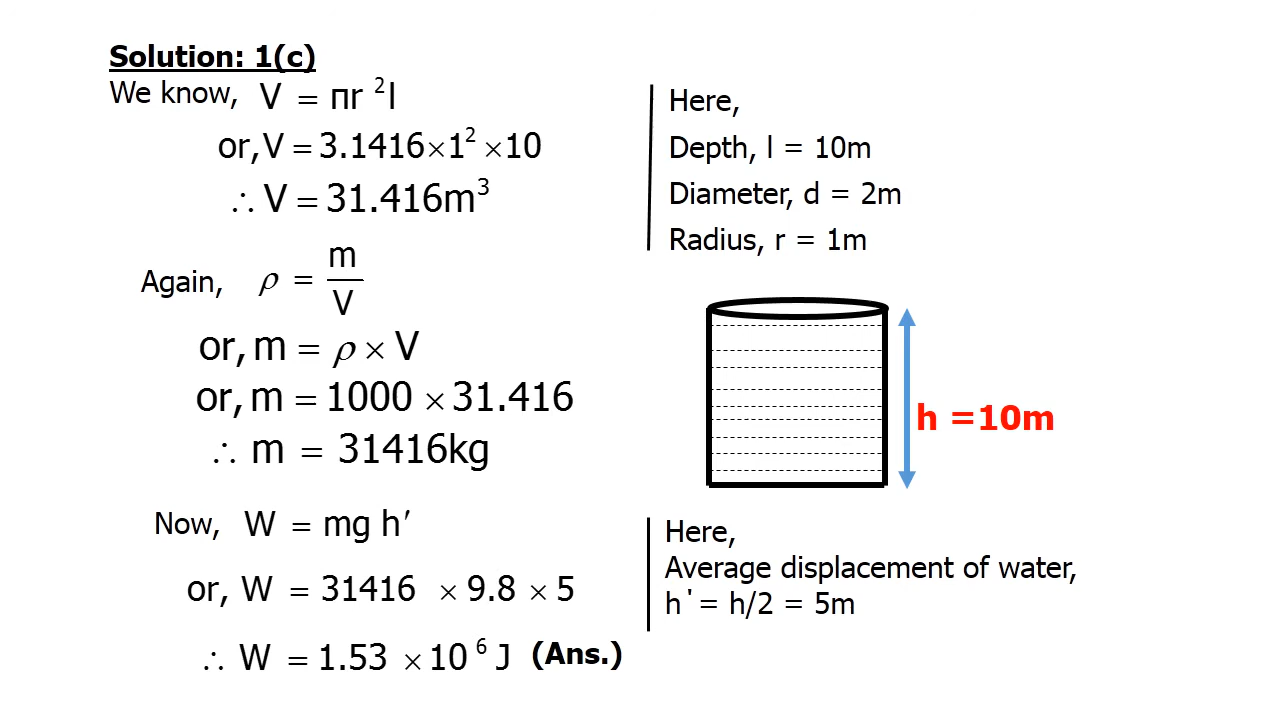 Solution: 1(c)
We know, V = πr ²l
or, V = 3.1416×1² ×10
∴ V = 31.416m³
Again, ρ = m/V
or, m = ρ × V
or, m = 1000 × 31.416
∴ m = 31416kg
Now, W = mg h′
or, W = 31416 × 9.8 × 5
∴ W = 1.53 ×10 ⁶ J (Ans.)
Here,
Depth, l = 10m
Diameter, d = 2m
Radius, r = 1m
h =10m
Here,
Average displacement of water,
h'= h/2 = 5m